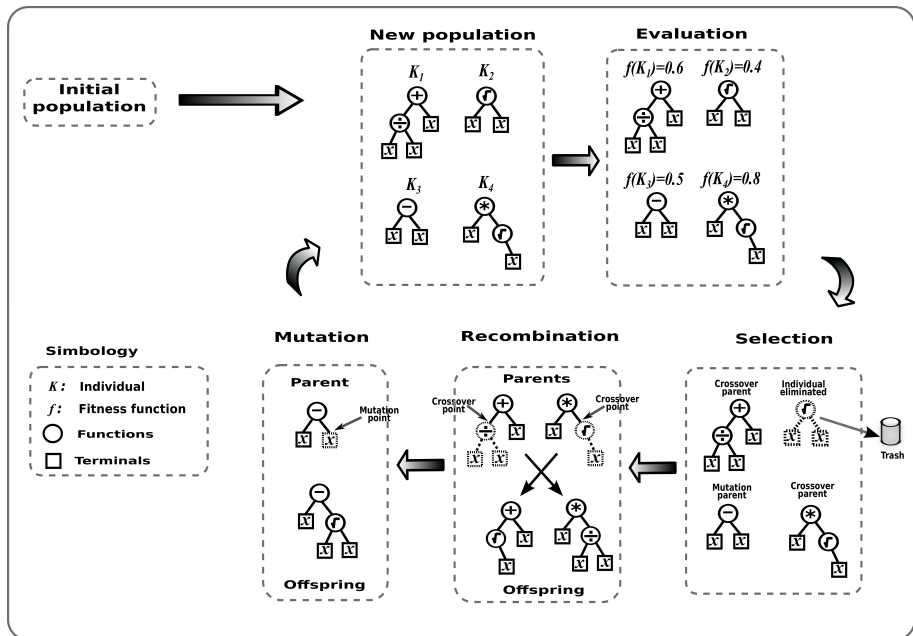 New population
Evaluation
Initial
population
K1
K2
f(K1)=0.6
f(K2)=0.4
+
√
+
√
÷
x
x
x
÷
x
x
x
x
x
x
x
K3
K4
f(K3)=0.5
f(K4)=0.8
−
*
−
*
x
x
x
√
x
x
x
√
x
x
Mutation
Recombination
Selection
Simbology
K: Individual
f: Fitness function
Functions
Terminals
Parent
−
Mutation
point
x
x
−
x
√
x
x
Offspring
Parents
Crossover
point
+
*
Crossover
point
÷
x
x
√
x
x
x
+
*
√
x
x
÷
x
x
x
Offspring
Crossover
parent
Individual
eliminated
+
√
÷
x
x
x
x
x
Trash
Mutation
parent
Crossover
parent
−
*
x
x
x
√
x